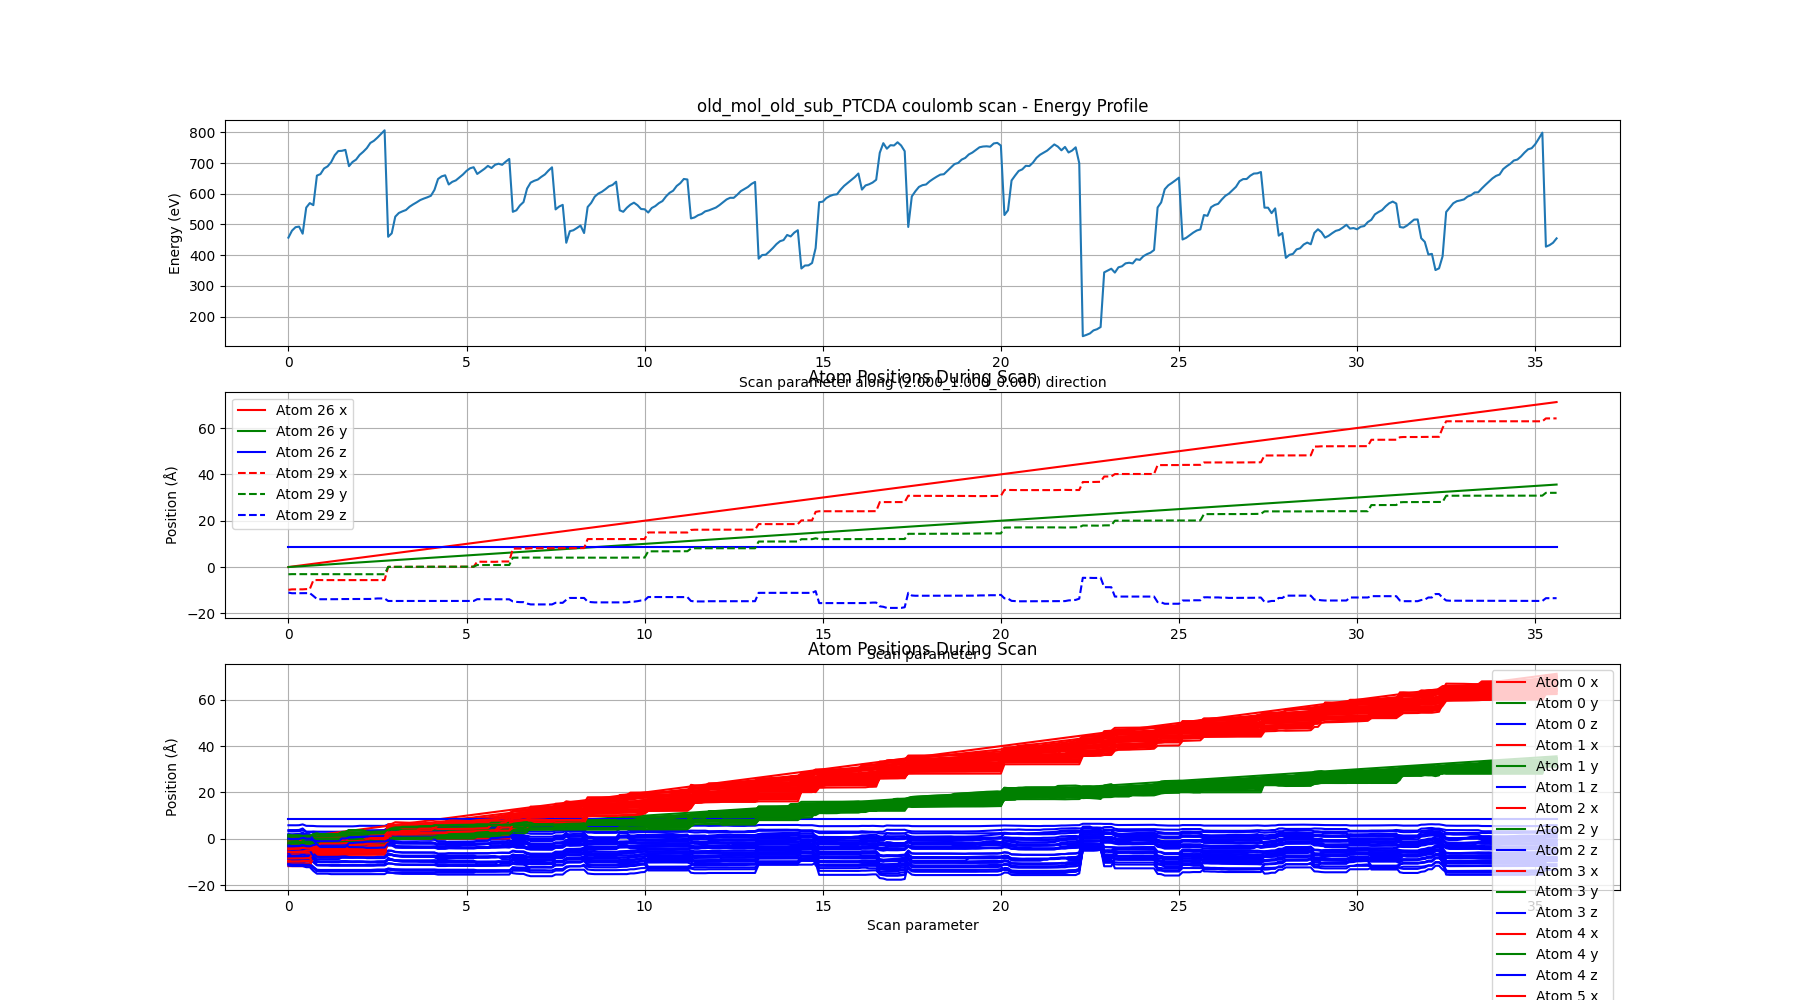 old_mol_old_sub_PTCDA coulomb scan - Energy Profile
800
700
600
500
400
300
200
Energy (eV)
0 5 10 15 20 25 30 35
Scan parameter along (2.000_1.000_0.000) direction
Atom Positions During Scan
Atom 26 x
Atom 26 y
Atom 26 z
Atom 29 x
Atom 29 y
Atom 29 z
60
40
20
0
−20
Position (Å)
0 5 10 15 20 25 30 35
Scan parameter
Atom Positions During Scan
60
40
20
0
−20
Position (Å)
0 5 10 15 20 25 30 35
Scan parameter
Atom 0 x
Atom 0 y
Atom 0 z
Atom 1 x
Atom 1 y
Atom 1 z
Atom 2 x
Atom 2 y
Atom 2 z
Atom 3 x
Atom 3 y
Atom 3 z
Atom 4 x
Atom 4 y
Atom 4 z
Atom 5 x